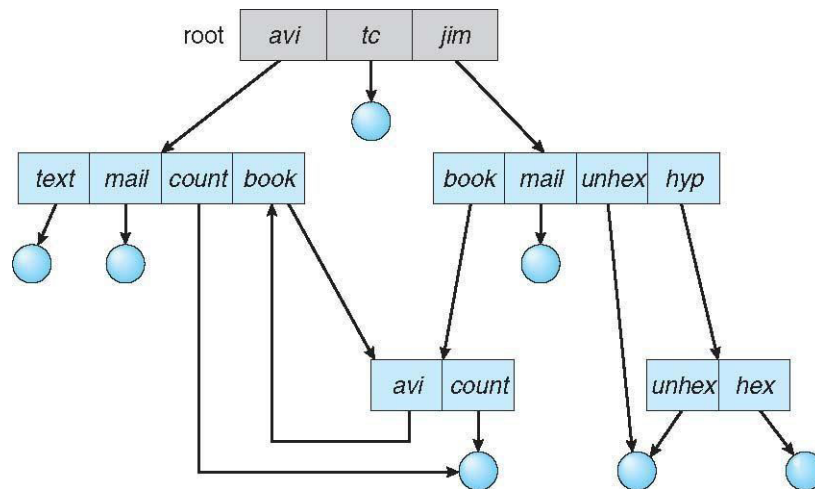 root avi tc jim
text mail count book
book mail unhex hyp
avi count
unhex hex